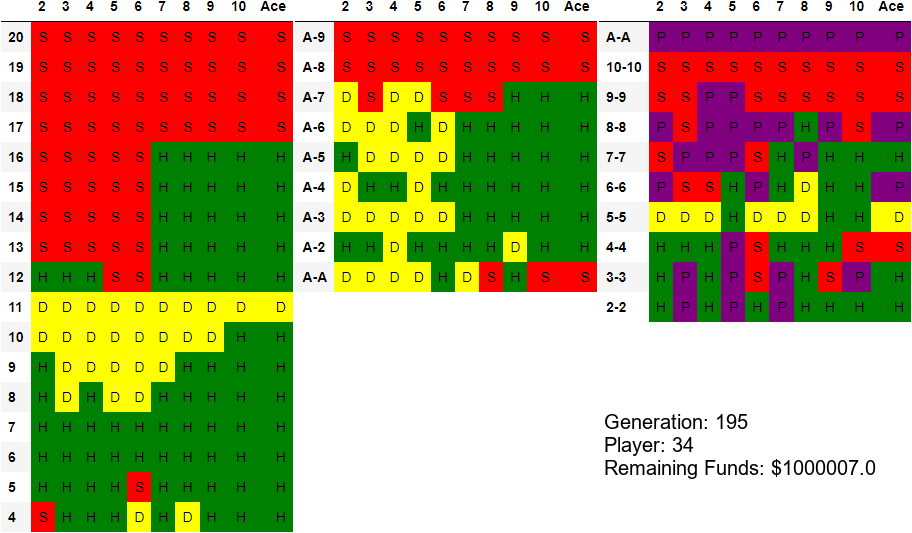 2 3 4 5 6 7 8 9 10 Ace
20 S S S S S S S S S S
19 S S S S S S S S S S
18 S S S S S S S S S S
17 S S S S S S S S S S
16 S S S S S H H H H H
15 S S S S S H H H H H
14 S S S S S H H H H H
13 S S S S S H H H H H
12 H H H S S H H H H H
11 D D D D D D D D D D
10 D D D D D D D D H H
9 H D D D D D H H H H
8 H D H D D H H H H H
7 H H H H H H H H H H
6 H H H H H H H H H H
5 H H H H S H H H H H
4 S H H H D H D H H H
2 3 4 5 6 7 8 9 10 Ace
A-9 S S S S S S S S S S
A-8 S S S S S S S S S S
A-7 D S D D S S S H H H
A-6 D D D H D H H H H H
A-5 H D D D D H H H H H
A-4 D H H D H H H H H H
A-3 D D D D D H H H H H
A-2 H H D H H H H D H H
A-A D D D D H D S H S S
2 3 4 5 6 7 8 9 10 Ace
A-A P P P P P P P P P P
10-10 S S S S S S S S S S
9-9 S S P P S S S S S S
8-8 P S P P P P H P S P
7-7 S P P P S H P H H H
6-6 P S S H P H D H H P
5-5 D D D H D D D H H D
4-4 H H H P S H H H S S
3-3 H P H P S P H S P H
2-2 H P H P H P H H H H
Generation: 195
Player: 34
Remaining Funds: $1000007.0